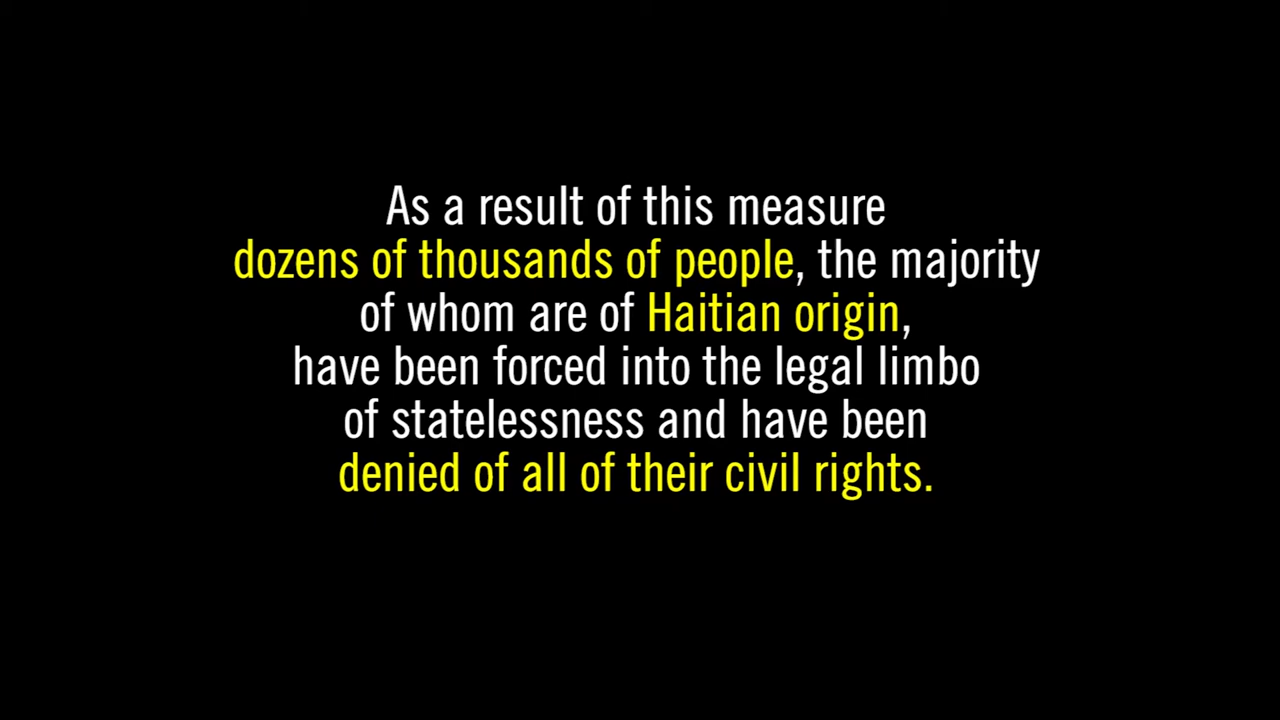 As a result of this measure
dozens of thousands of people, the majority
of whom are of Haitian origin,
have been forced into the legal limbo
of statelessness and have been
denied of all of their civil rights.